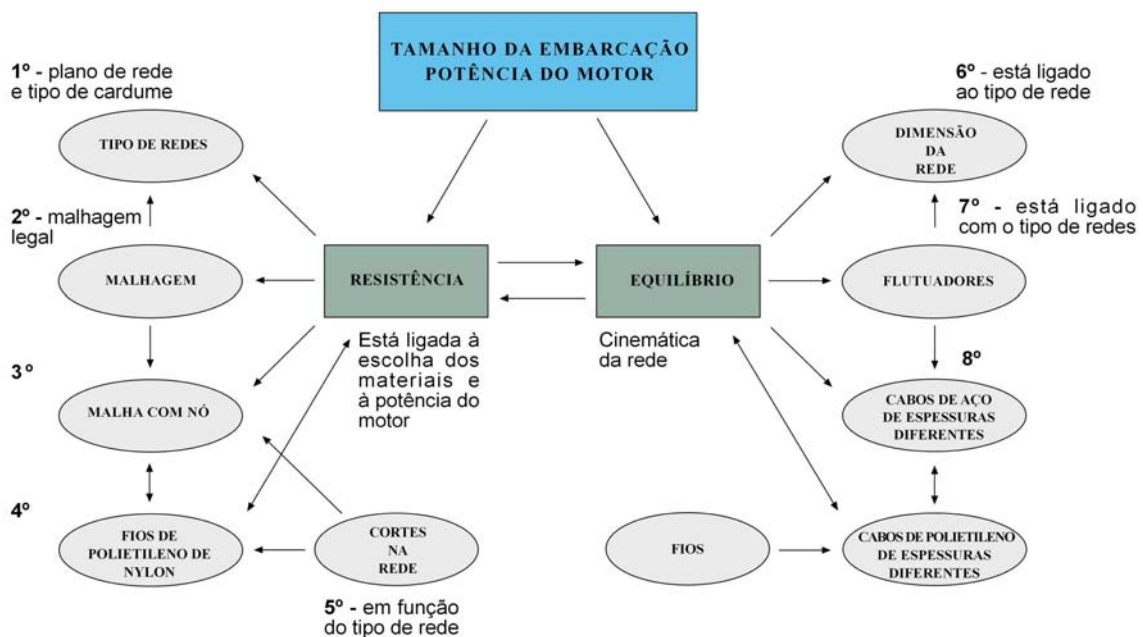 TAMANHO DA EMBARCAÇÃO
POTÊNCIA DO MOTOR
1º - plano de rede
e tipo de cardume
TIPO DE REDES
2º - malhagem
legal
MALHAGEM
3º
MALHA COM NÓ
4º
FIOS DE
POLIETILENO DE
NYLON
RESISTÊNCIA
Está ligada à
escolha dos
materiais e
à potência do
motor
CORTES
NA
REDE
5º - em função
do tipo de rede
EQUILÍBRIO
Cinemática
da rede
FIOS
6º - está ligado
ao tipo de rede
DIMENSÃO
DA
REDE
7º - está ligado
com o tipo de redes
FLUTUADORES
8º
CABOS DE AÇO
DE ESPESSURAS
DIFERENTES
CABOS DE POLIETILENO
DE ESPESSURAS
DIFERENTES